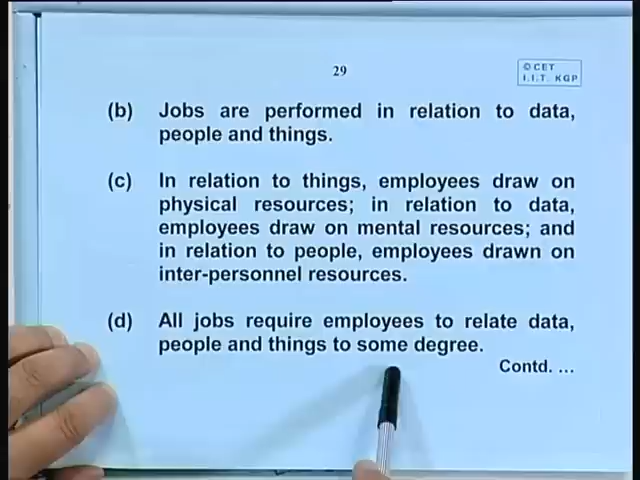 29
© CET
I.I.T. KGP
(b) Jobs are performed in relation to data,
people and things.
(c) In relation to things, employees draw on
physical resources; in relation to data,
employees draw on mental resources; and
in relation to people, employees drawn on
inter-personnel resources.
(d) All jobs require employees to relate data,
people and things to some degree.
Contd. ...